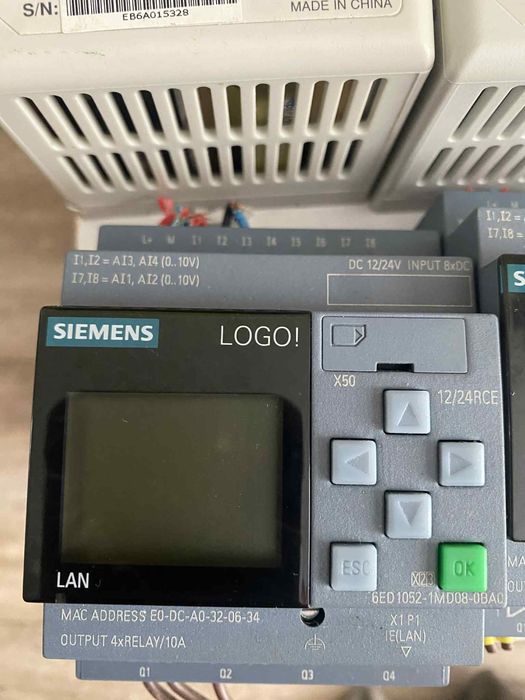 S/N:
EB6A015328
MADE IN CHINA
L+ M I1 I2 I3 I4 I5 I6 I7 I8
I1,I2 = AI3, AI4 (0..10V)
I7,I8 = AI1, AI2 (0..10V)
DC 12/24V INPUT 8xDC
I1,I2
I7,I8 =
SIEMENS
LOGO!
S
X50
12/24RCE
ESC
OK
LAN
6ED1052-1MD08-0BA0
MAC ADDRESS E0-DC-A0-32-06-34
X1P1
OUTPUT 4xRELAY/10A
(LAN)
MA
OU
Q1 Q2 Q3 Q4